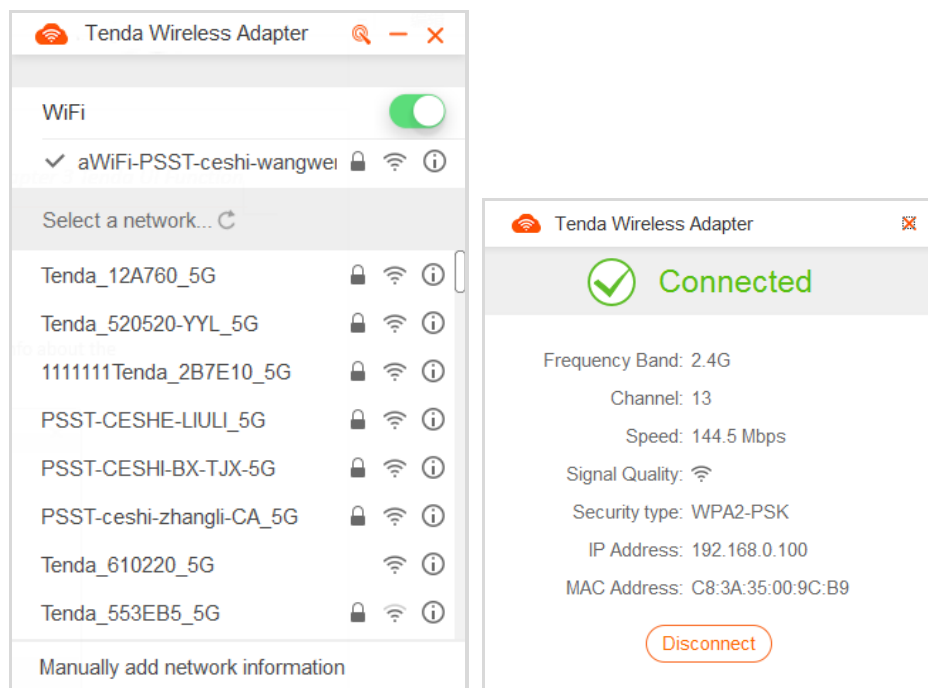 Tenda Wireless Adapter
WiFi
aWiFi-PSST-ceshi-wangwei
Select a network...
Tenda_12A760_5G
Tenda_520520-YYL_5G
1111111Tenda_2B7E10_5G
PSST-CESHE-LIULI_5G
PSST-CESHI-BX-TJX-5G
PSST-ceshi-zhangli-CA_5G
Tenda_610220_5G
Tenda_553EB5_5G
Manually add network information
Tenda Wireless Adapter
Connected
Frequency Band: 2.4G
Channel: 13
Speed: 144.5 Mbps
Signal Quality:
Security type: WPA2-PSK
IP Address: 192.168.0.100
MAC Address: C8:3A:35:00:9C:B9
Disconnect